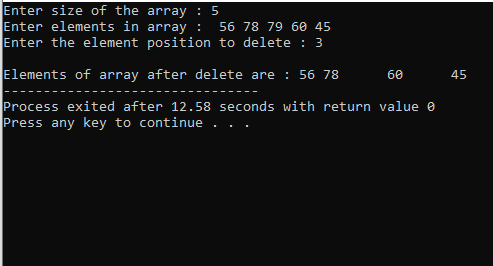 Enter size of the array : 5
Enter elements in array :  56 78 79 60 45
Enter the element position to delete : 3
Elements of array after delete are : 56 78      60      45
--------------------------------
Process exited after 12.58 seconds with return value 0
Press any key to continue . . .